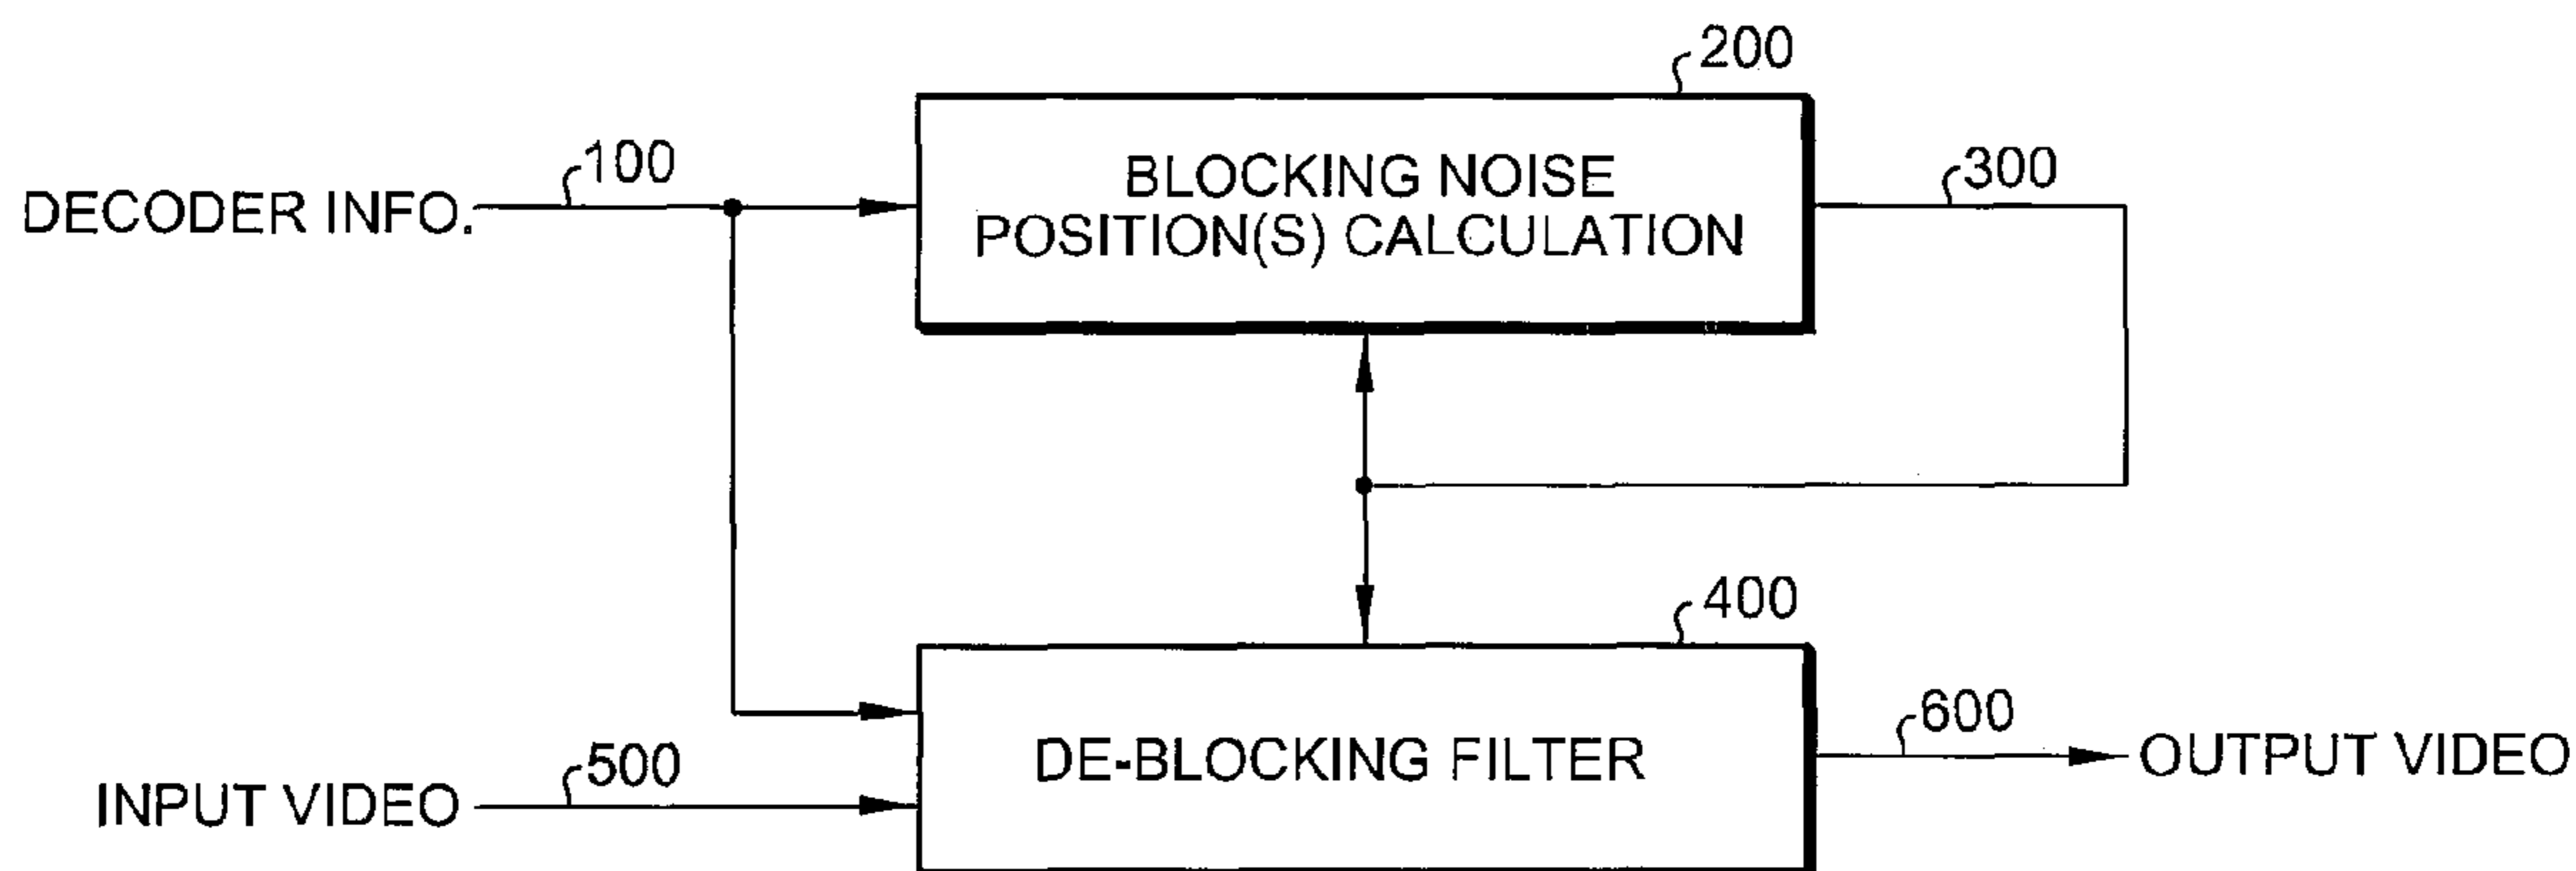 200
100
300
DECODER INFO.
BLOCKING NOISE
POSITION(S) CALCULATION
400
500
600
INPUT VIDEO
DE-BLOCKING FILTER
OUTPUT VIDEO